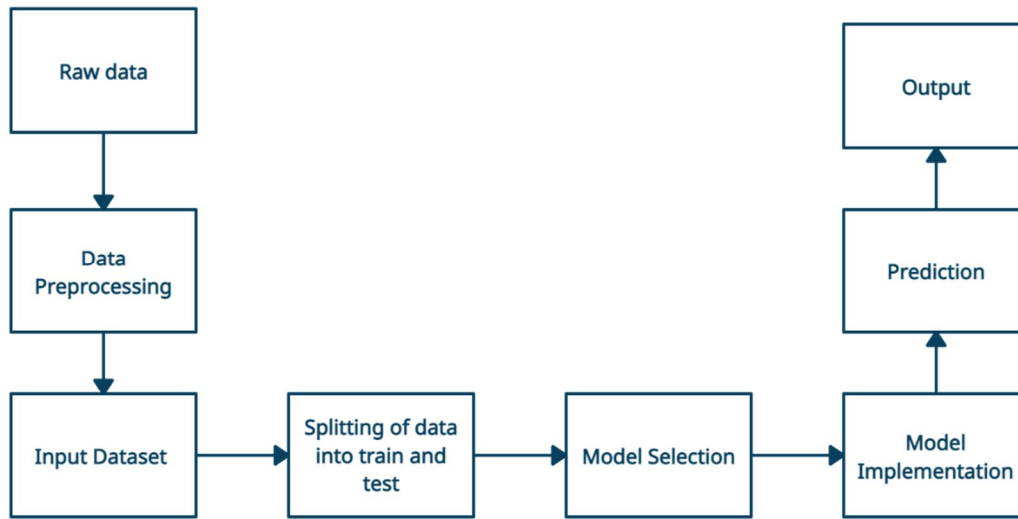 Raw data
Data
Preprocessing
Input Dataset
Splitting of data
into train and
test
Model Selection
Model
Implementation
Prediction
Output